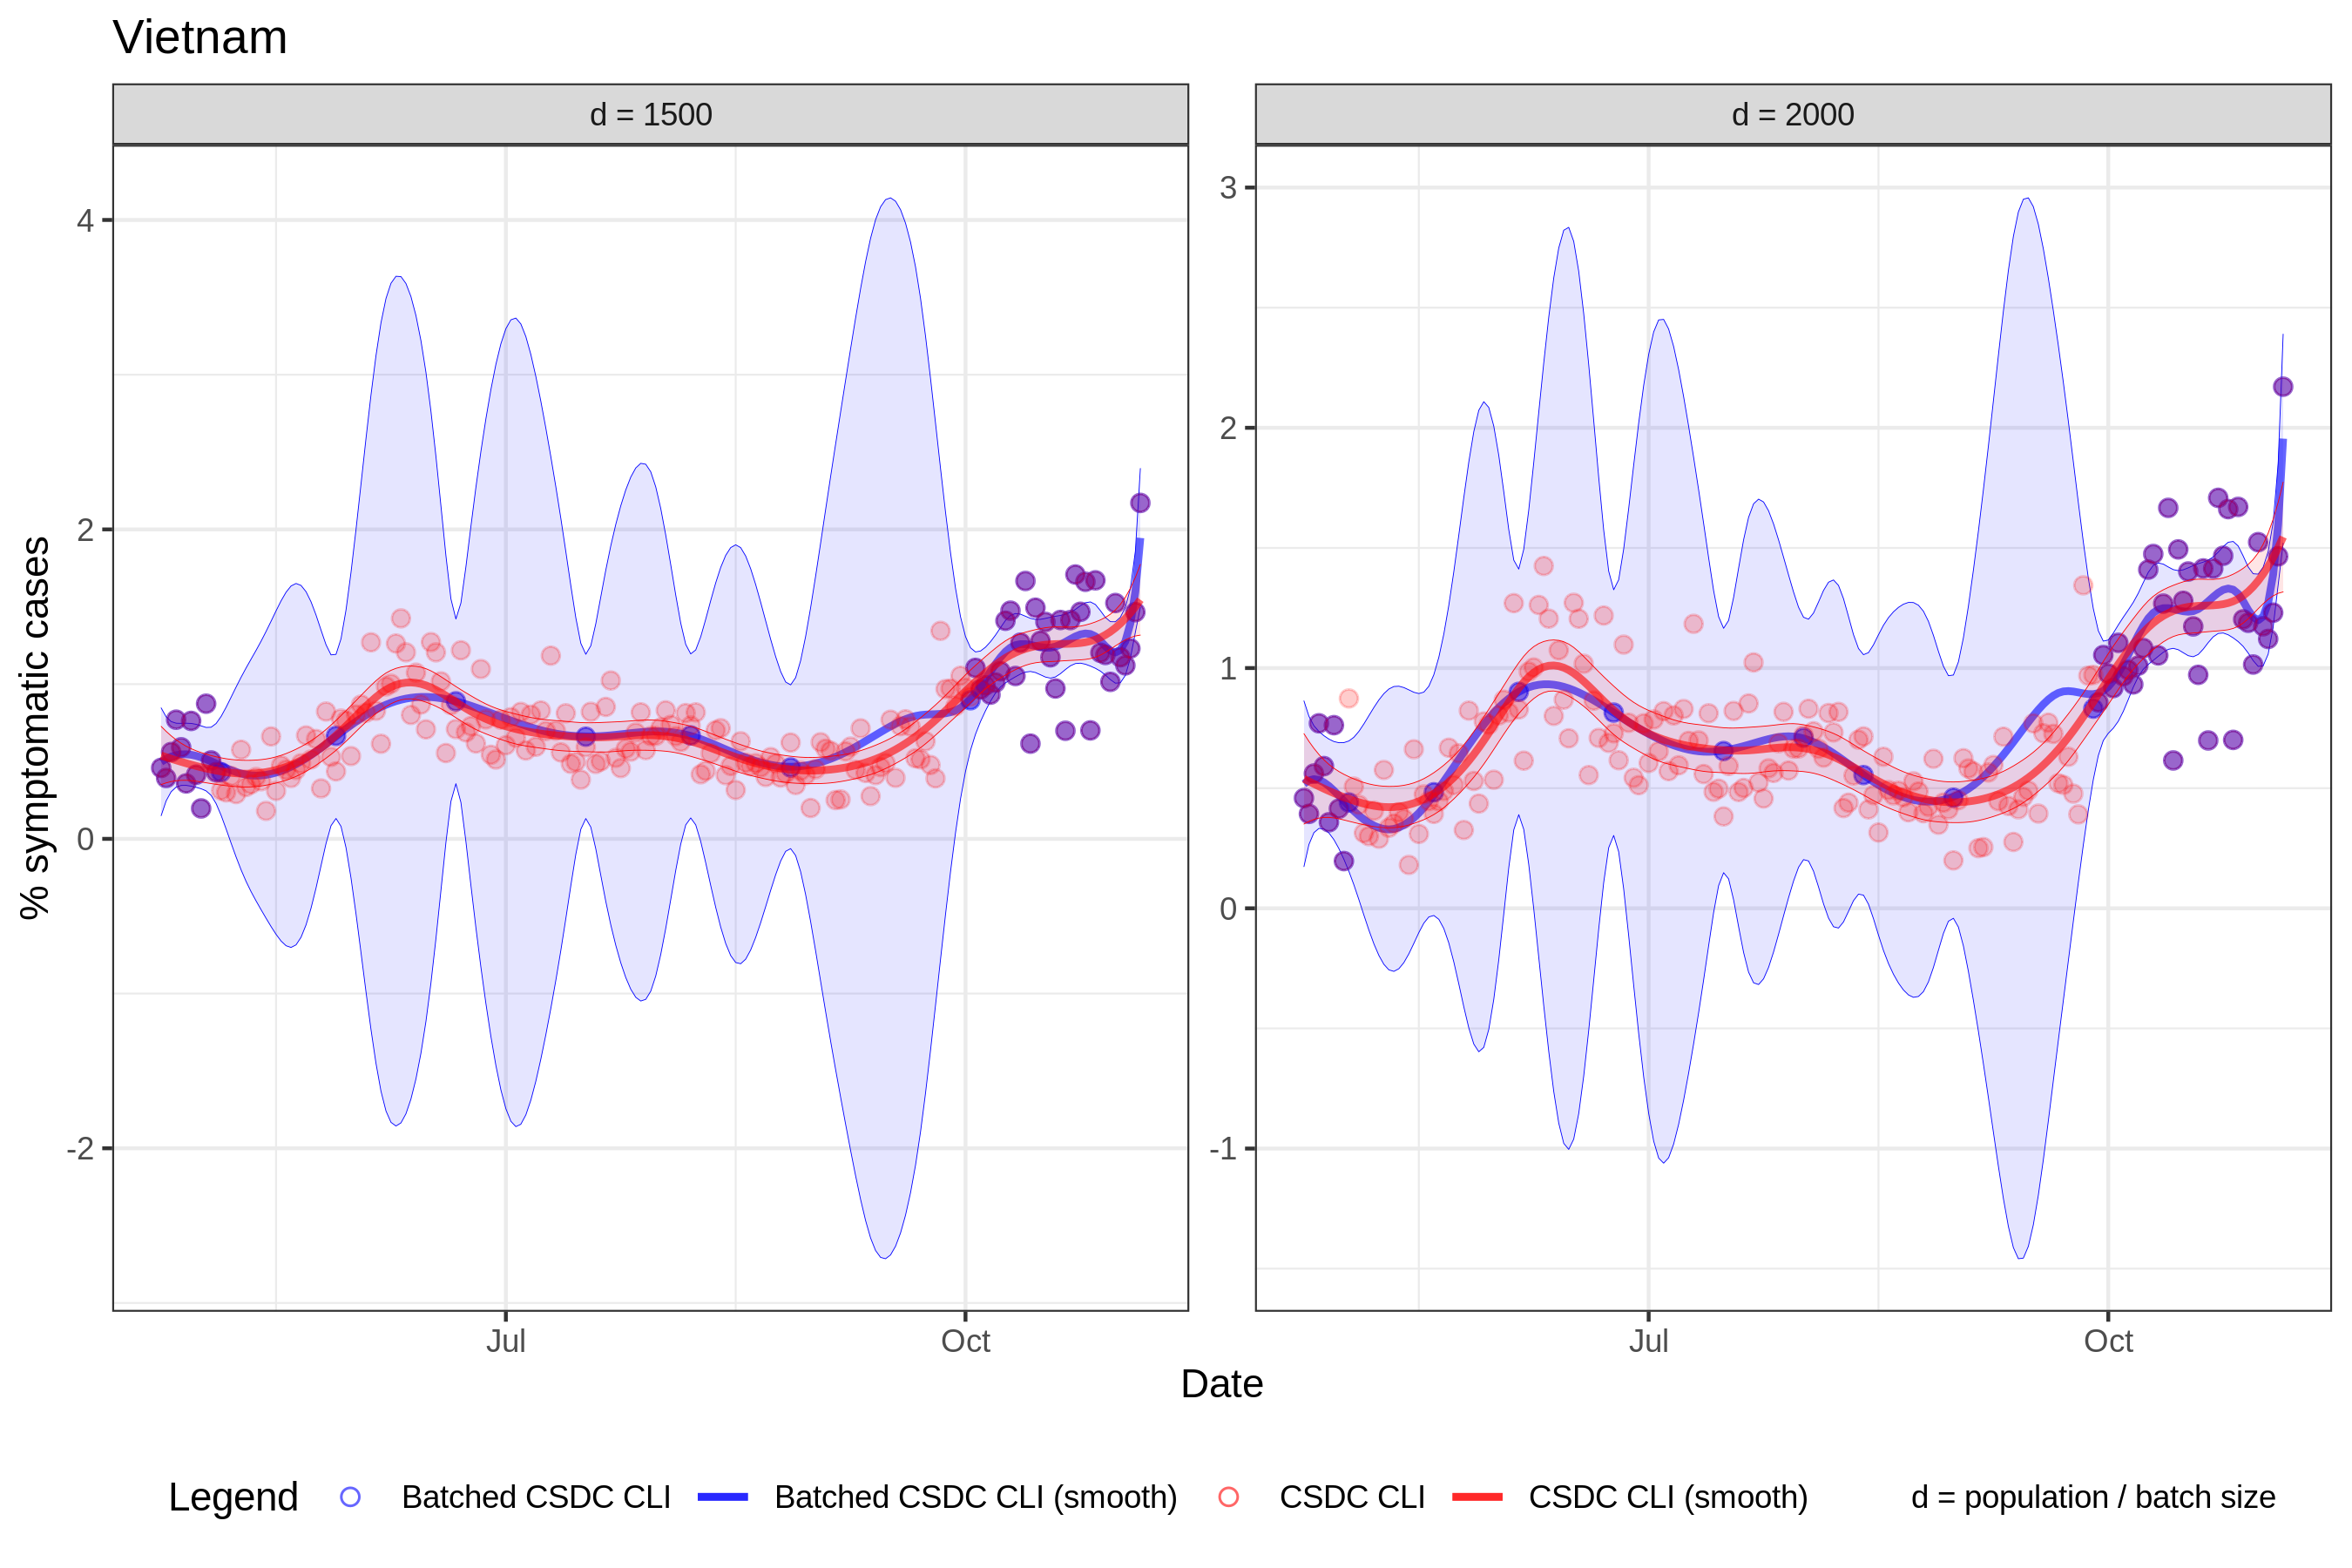 Vietnam
d = 1500
d = 2000
4
2
0
-2
3
2
1
0
-1
% symptomatic cases
Jul
Oct
Jul
Oct
Date
Legend
Batched CSDC CLI
Batched CSDC CLI (smooth)
CSDC CLI
CSDC CLI (smooth)
d = population / batch size